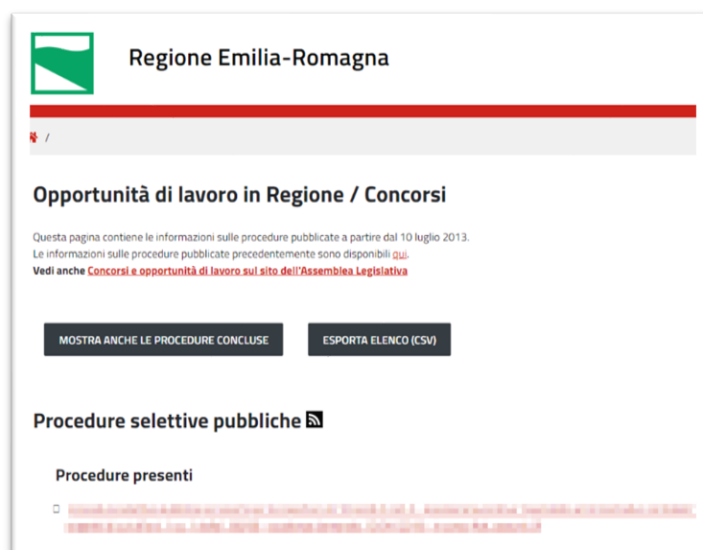 Regione Emilia-Romagna
/
Opportunità di lavoro in Regione / Concorsi
Questa pagina contiene le informazioni sulle procedure pubblicate a partire dal 10 luglio 2013.
Le informazioni sulle procedure pubblicate precedentemente sono disponibili qui.
Vedi anche Concorsi e opportunità di lavoro sul sito dell'Assemblea Legislativa
MOSTRA ANCHE LE PROCEDURE CONCLUSE ESPORTA ELENCO (CSV)
Procedure selettive pubbliche
Procedure presenti